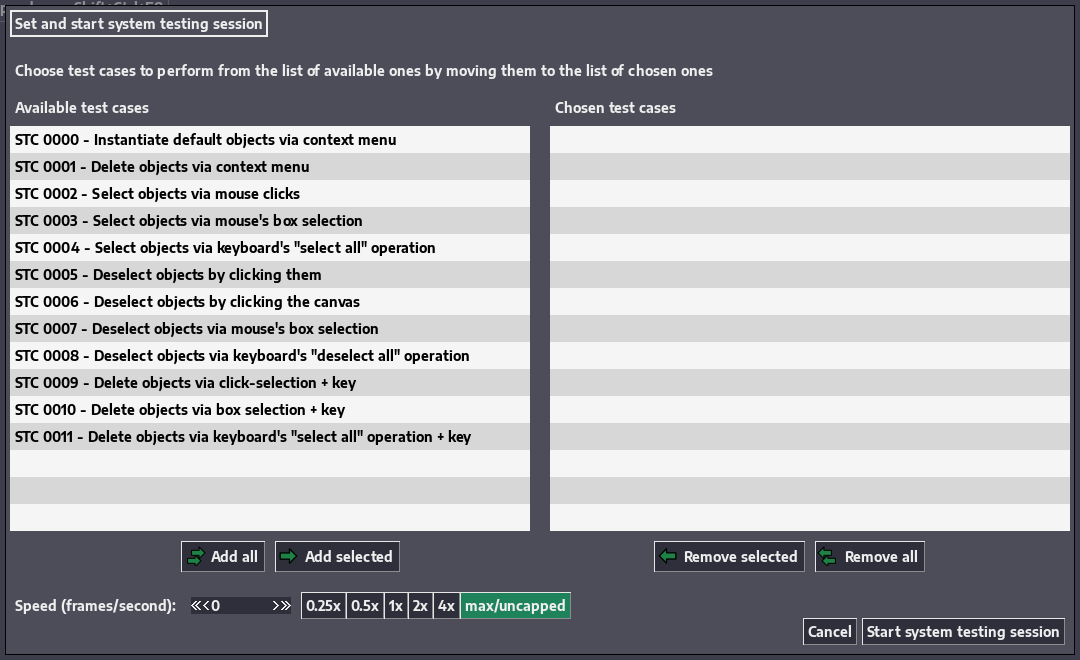 Set and start system testing session
Choose test cases to perform from the list of available ones by moving them to the list of chosen ones
Available test cases
STC 0000 - Instantiate default objects via context menu
STC 0001 - Delete objects via context menu
STC 0002 - Select objects via mouse clicks
STC 0003 - Select objects via mouse's box selection
STC 0004 - Select objects via keyboard's "select all" operation
STC 0005 - Deselect objects by clicking them
STC 0006 - Deselect objects by clicking the canvas
STC 0007 - Deselect objects via mouse's box selection
STC 0008 - Deselect objects via keyboard's "deselect all" operation
STC 0009 - Delete objects via click-selection + key
STC 0010 - Delete objects via box selection + key
STC 0011 - Delete objects via keyboard's "select all" operation + key
Chosen test cases
Add all
Add selected
Remove selected
Remove all
Speed (frames/second): 0 0.25x 0.5x 1x 2x 4x max/uncapped
Cancel
Start system testing session